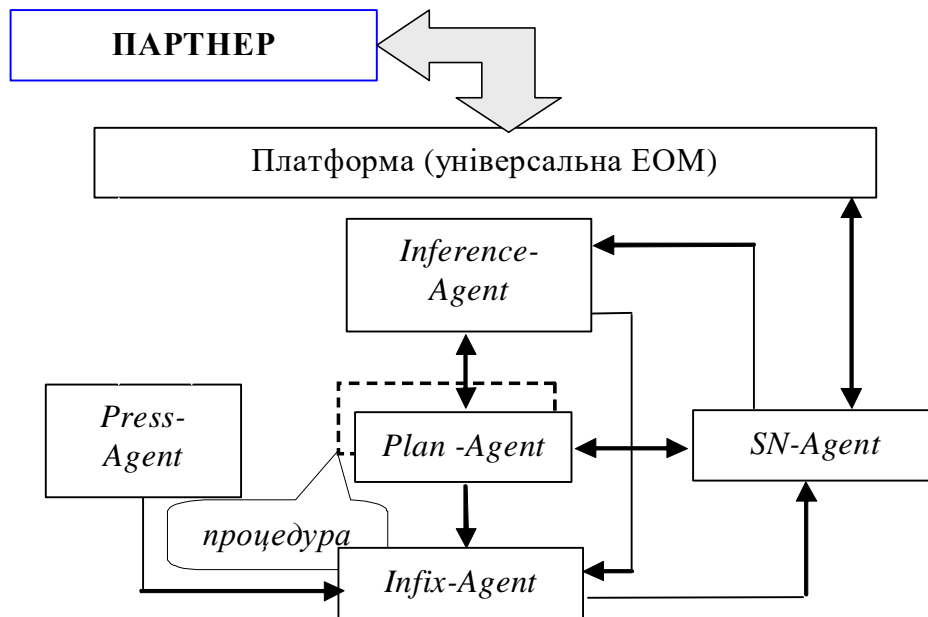 ПАРТНЕР
Платформа (універсальна ЕОМ)
Inference-
Agent
Press-
Agent
Plan -Agent
SN-Agent
процедура
Infix-Agent